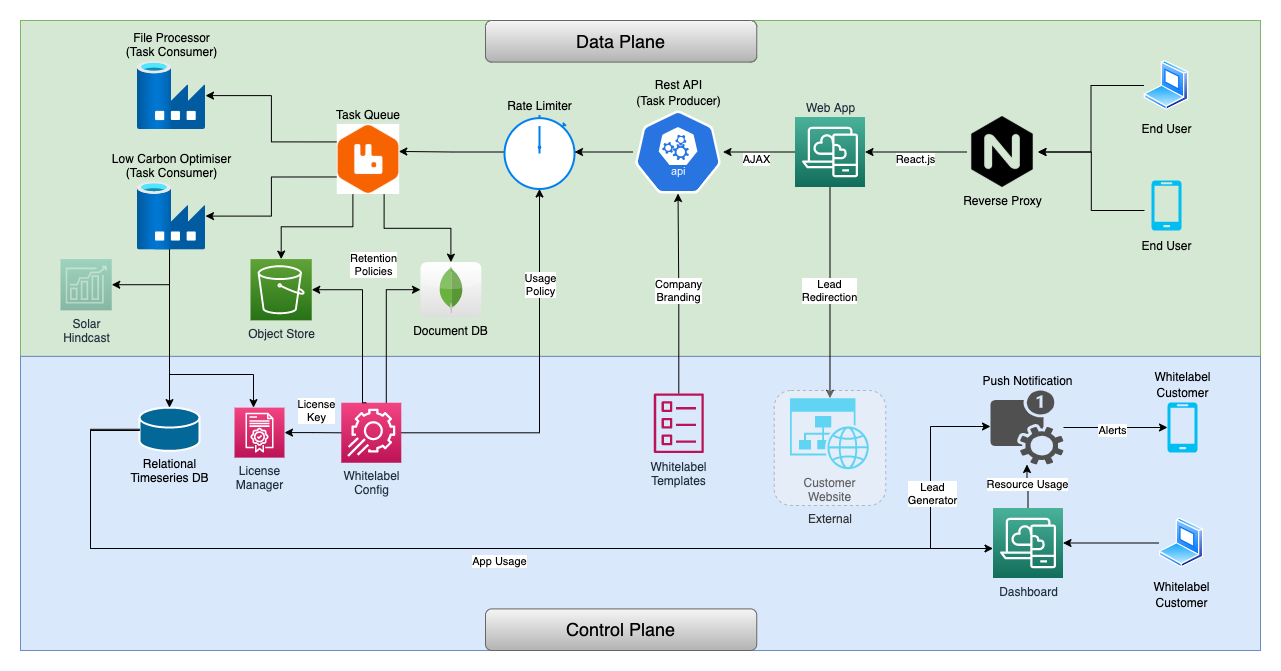 Data Plane
File Processor
(Task Consumer)
Rest API
(Task Producer)
Rate Limiter
Web App
Task Queue
End User
Low Carbon Optimiser
(Task Consumer)
api
AJAX
React.js
N
Reverse Proxy
End User
Retention
Policies
Usage
Policy
Company
Branding
Lead
Redirection
Solar
Hindcast
Object Store
Document DB
Push Notification
1
Whitelabel
Customer
License
Key
Alerts
Relational
Timeseries DB
License
Manager
Whitelabel
Config
Whitelabel
Templates
Customer
Website
External
Lead
Generator
Resource Usage
App Usage
Dashboard
Whitelabel
Customer
Control Plane